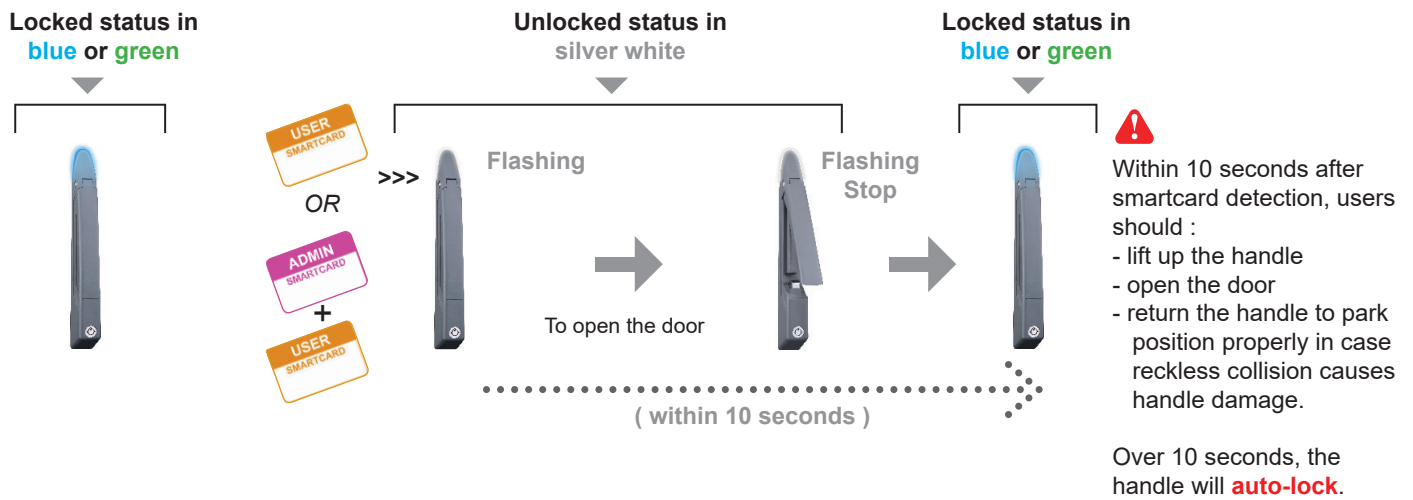 Locked status in
blue or green
Unlocked status in
silver white
Locked status in
blue or green
USER
SMARTCARD
OR
ADMIN
SMARTCARD
+
USER
SMARTCARD
>>>
Flashing
To open the door
Flashing
Stop
( within 10 seconds )
!
Within 10 seconds after
smartcard detection, users
should :
- lift up the handle
- open the door
- return the handle to park
position properly in case
reckless collision causes
handle damage.
Over 10 seconds, the
handle will auto-lock.